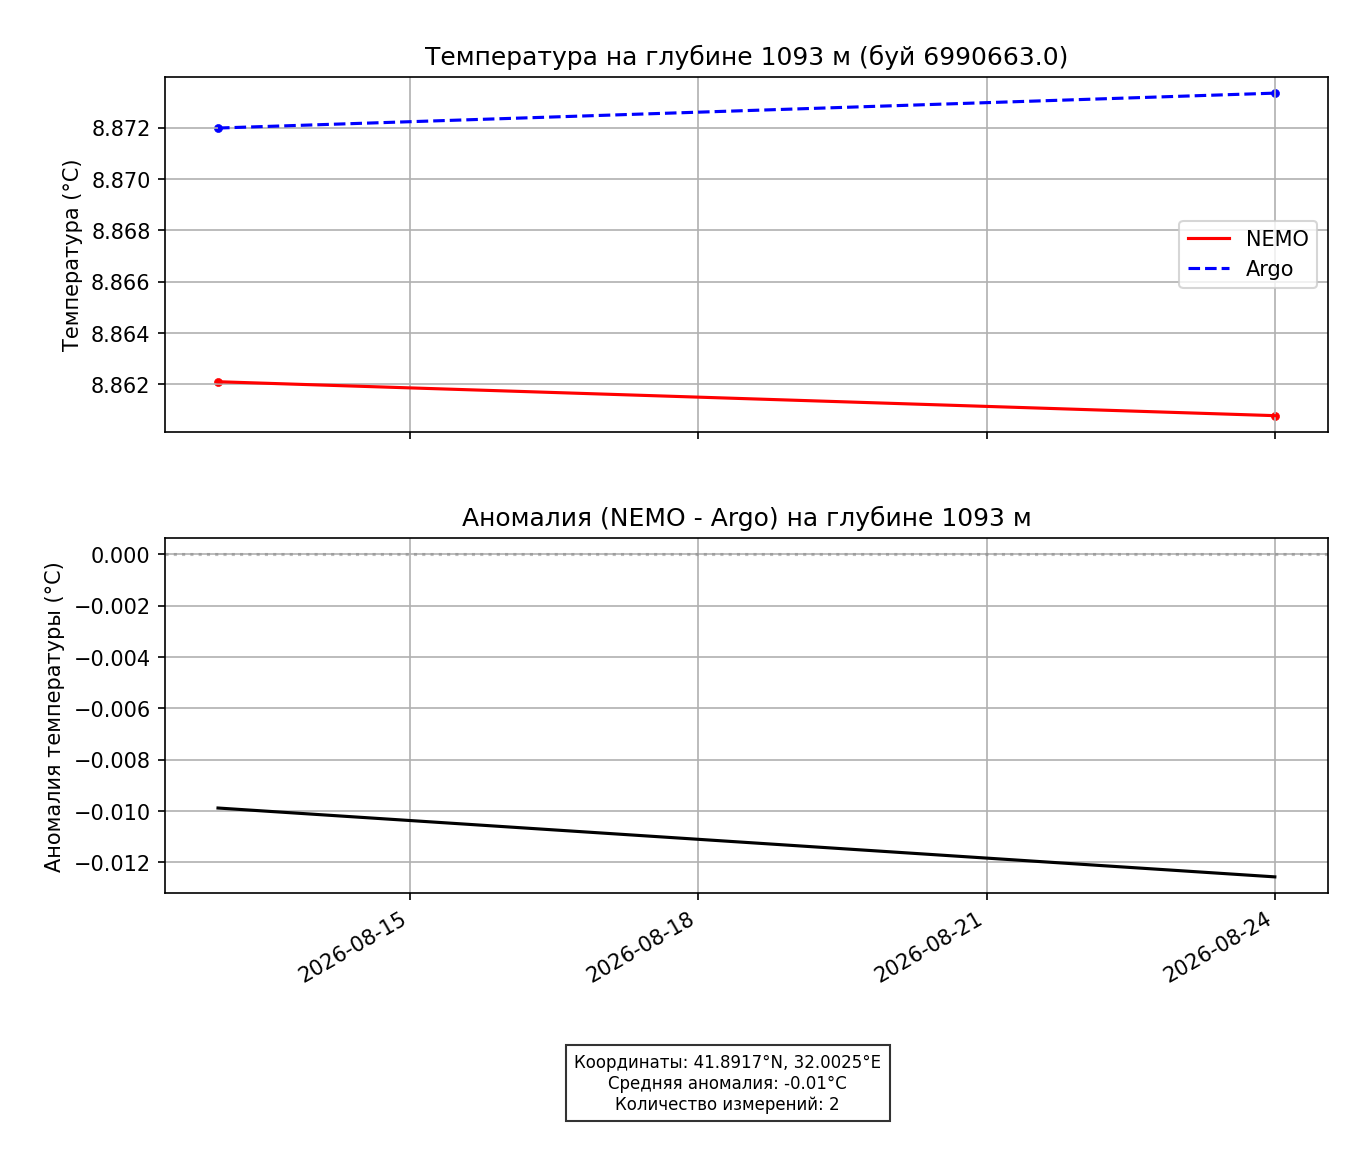 Температура на глубине 1093 м (буй 6990663.0)
Температура (°C)
8.872
8.870
8.868
8.866
8.864
8.862
NEMO
Argo
Аномалия (NEMO - Argo) на глубине 1093 м
Аномалия температуры (°C)
0.000
−0.002
−0.004
−0.006
−0.008
−0.010
−0.012
2026-08-15
2026-08-18
2026-08-21
2026-08-24
Координаты: 41.8917°N, 32.0025°E
Средняя аномалия: -0.01°C
Количество измерений: 2